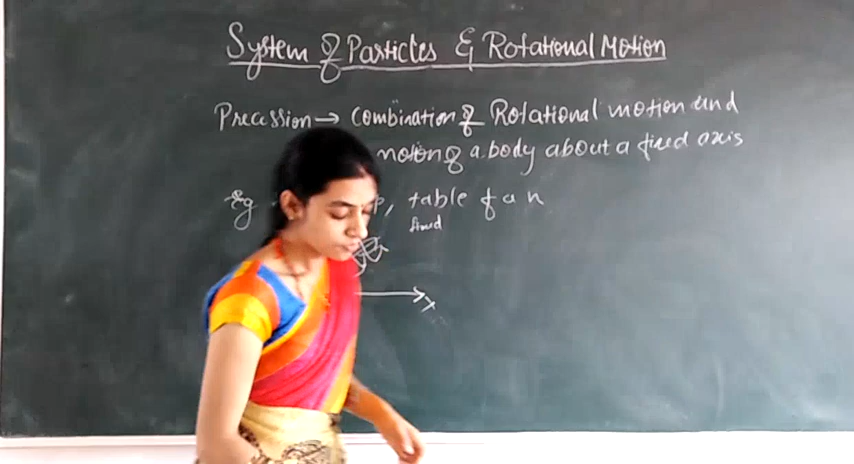 System of Particles & Rotational Motion
Precession → Combination of Rotational motion and
motion of a body about a fixed axis
Eg , table fan
fixed
x